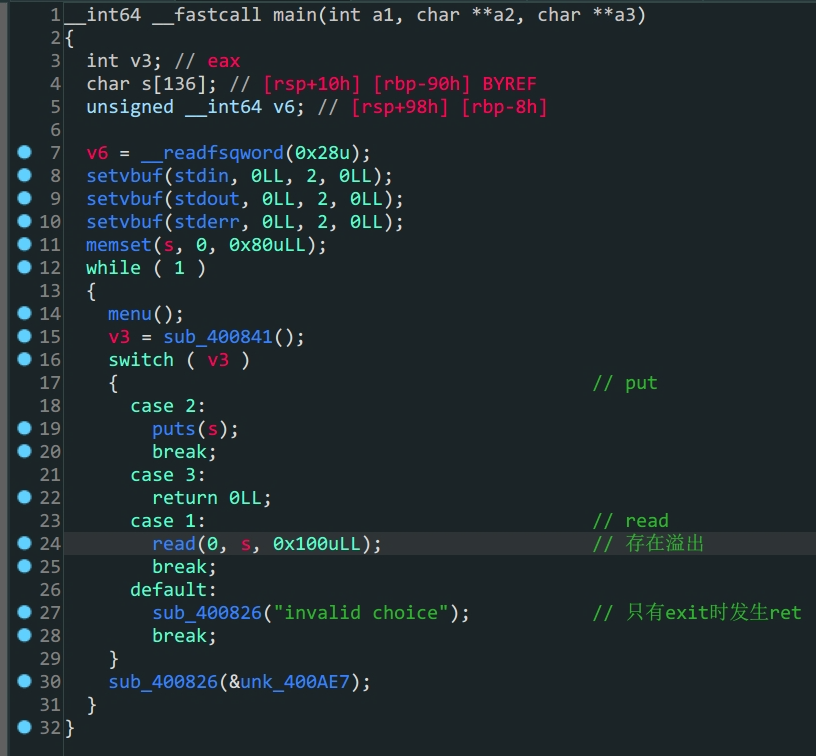 1 __int64 __fastcall main(int a1, char **a2, char **a3)
2 {
3 int v3; // eax
4 char s[136]; // [rsp+10h] [rbp-90h] BYREF
5 unsigned __int64 v6; // [rsp+98h] [rbp-8h]
6
7 v6 = __readfsqword(0x28u);
8 setvbuf(stdin, 0LL, 2, 0LL);
9 setvbuf(stdout, 0LL, 2, 0LL);
10 setvbuf(stderr, 0LL, 2, 0LL);
11 memset(s, 0, 0x80uLL);
12 while ( 1 )
13 {
14 menu();
15 v3 = sub_400841();
16 switch ( v3 )
17 { // put
18 case 2:
19 puts(s);
20 break;
21 case 3:
22 return 0LL;
23 case 1: // read
24 read(0, s, 0x100uLL); // 存在溢出
25 break;
26 default:
27 sub_400826("invalid choice"); // 只有exit时发生ret
28 break;
29 }
30 sub_400826(&unk_400AE7);
31 }
32 }